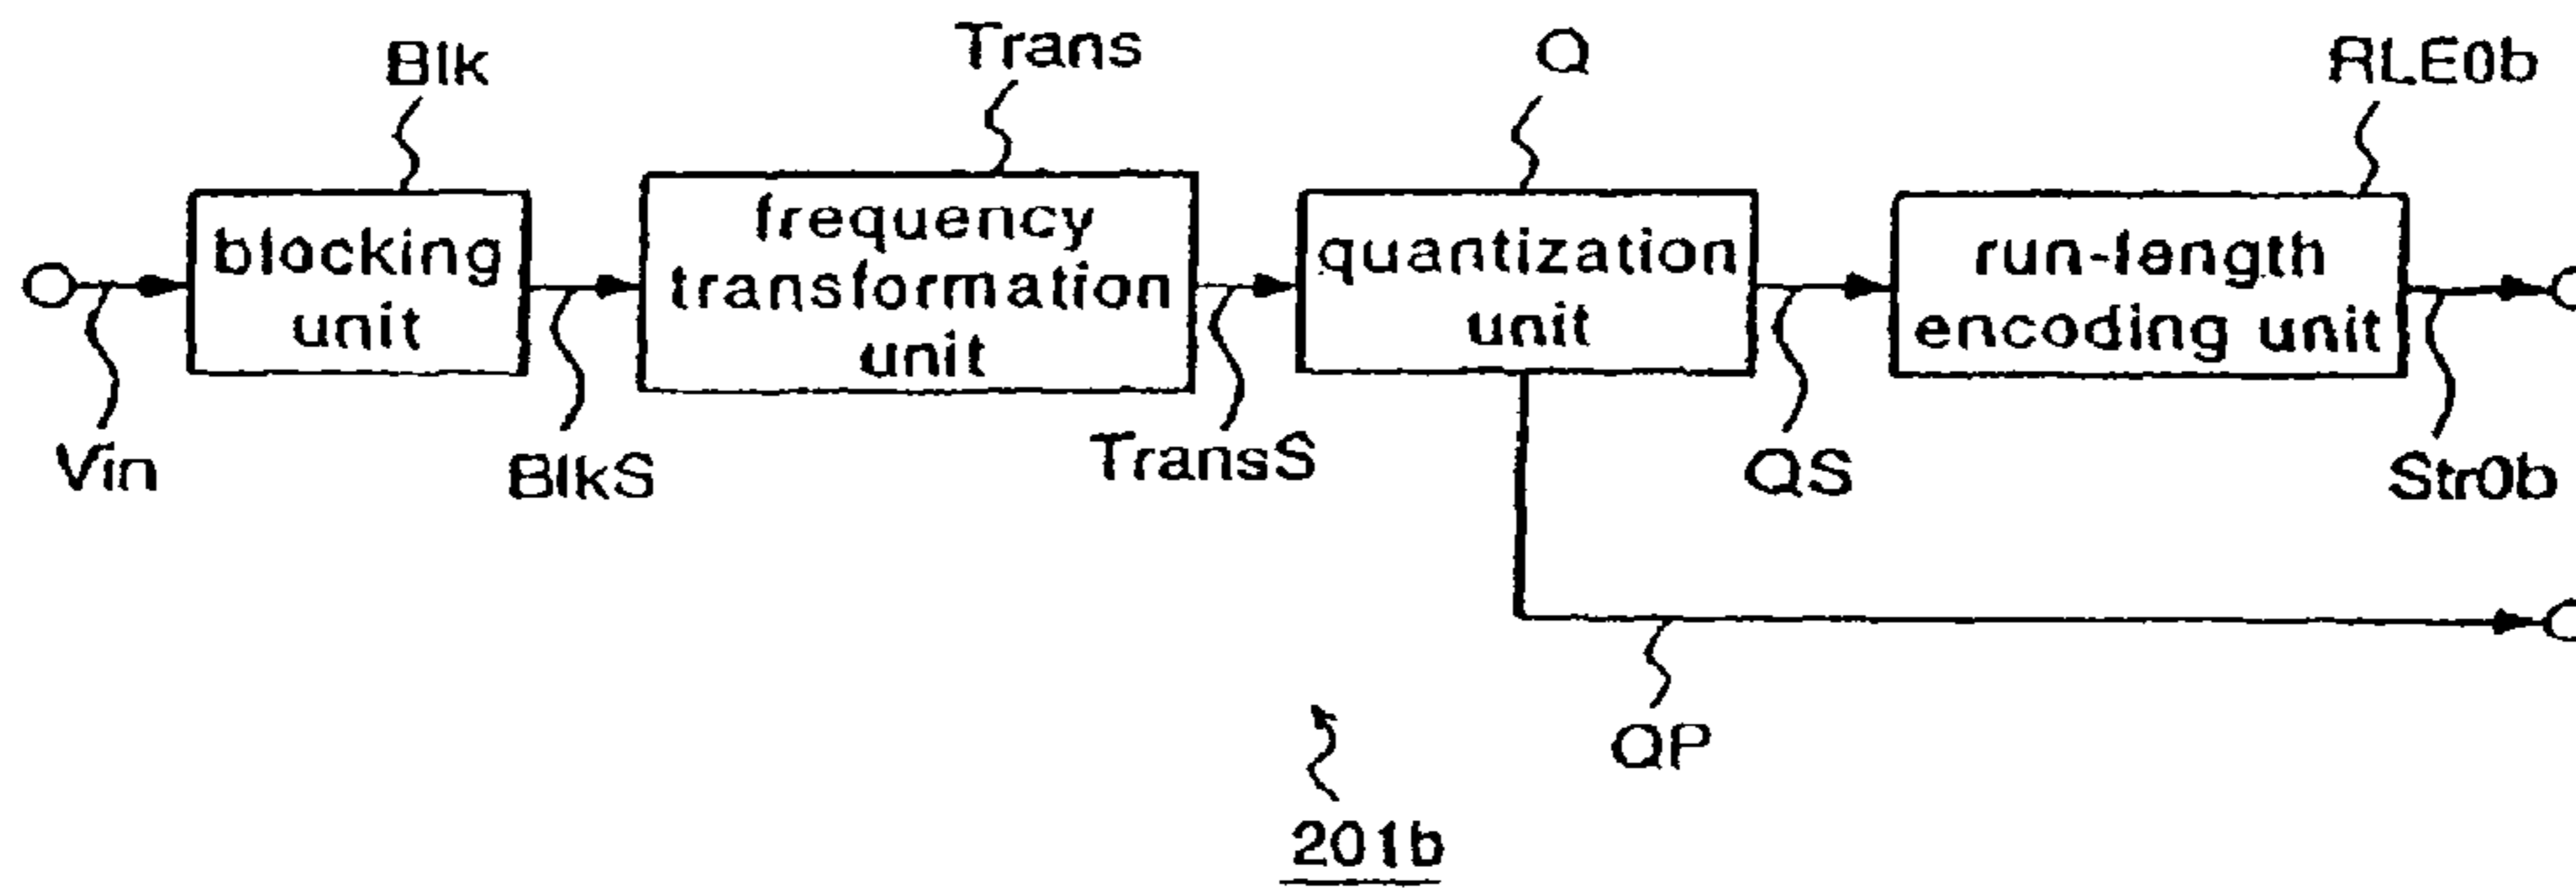 Blk
Trans
Q
RLE0b
blocking
unit
frequency
transformation
unit
quantization
unit
run-length
encoding unit
Vin
BlkS
TransS
QS
Str0b
QP
201b